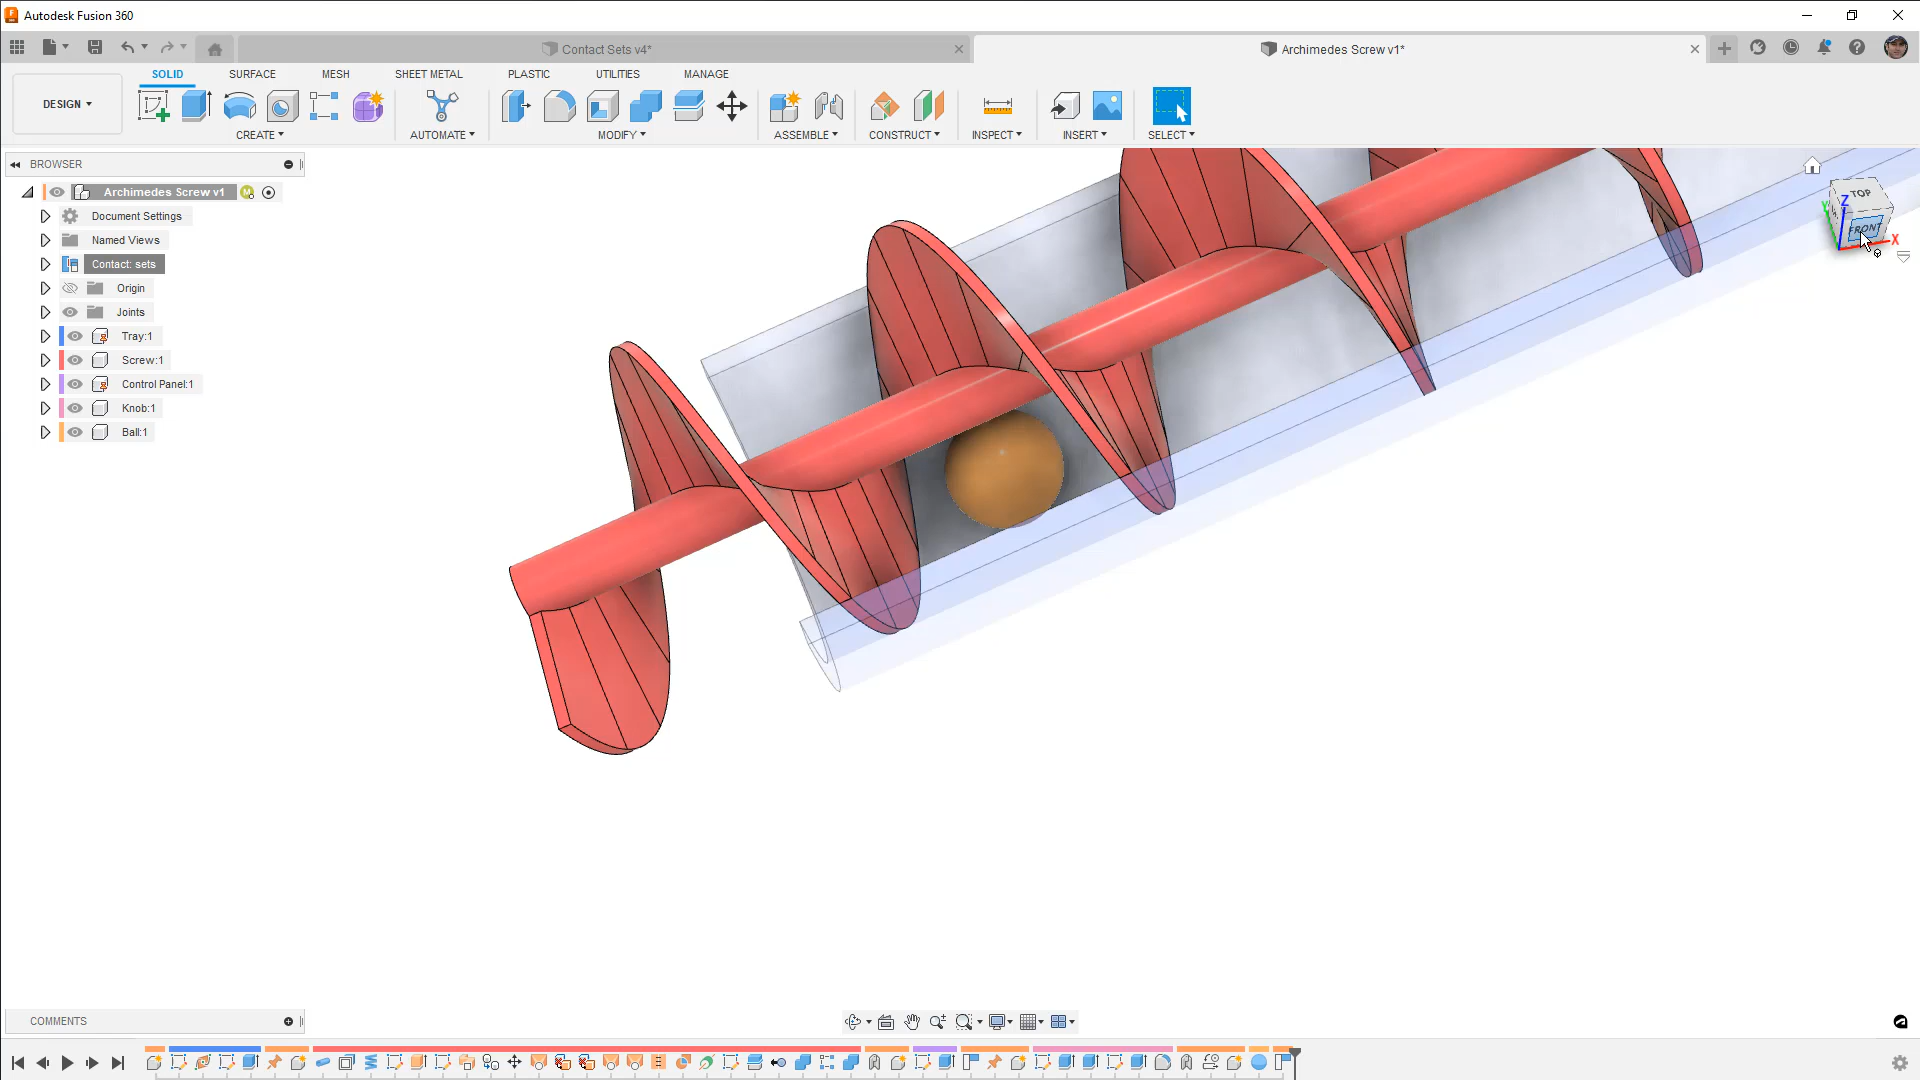 Autodesk Fusion 360
Contact Sets v4*
Archimedes Screw v1*
SOLID
SURFACE
MESH
SHEET METAL
PLASTIC
UTILITIES
MANAGE
DESIGN
CREATE
AUTOMATE
MODIFY
ASSEMBLE
CONSTRUCT
INSPECT
INSERT
SELECT
BROWSER
Archimedes Screw v1
M
Document Settings
Named Views
Contact: sets
Origin
Joints
Tray:1
Screw:1
Control Panel:1
Knob:1
Ball:1
TOP
Z
Y
FRONT
X
COMMENTS